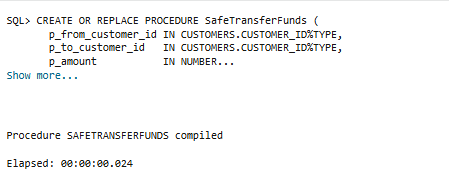 SQL> CREATE OR REPLACE PROCEDURE SafeTransferFunds (
p_from_customer_id IN CUSTOMERS.CUSTOMER_ID%TYPE,
p_to_customer_id   IN CUSTOMERS.CUSTOMER_ID%TYPE,
p_amount           IN NUMBER...
Show more...
Procedure SAFETRANSFERFUNDS compiled
Elapsed: 00:00:00.024